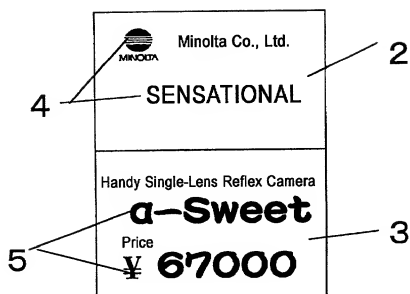 Minolta Co., Ltd.
MINOLTA
SENSATIONAL
Handy Single-Lens Reflex Camera
α-Sweet
Price
¥ 67000
2
4
3
5